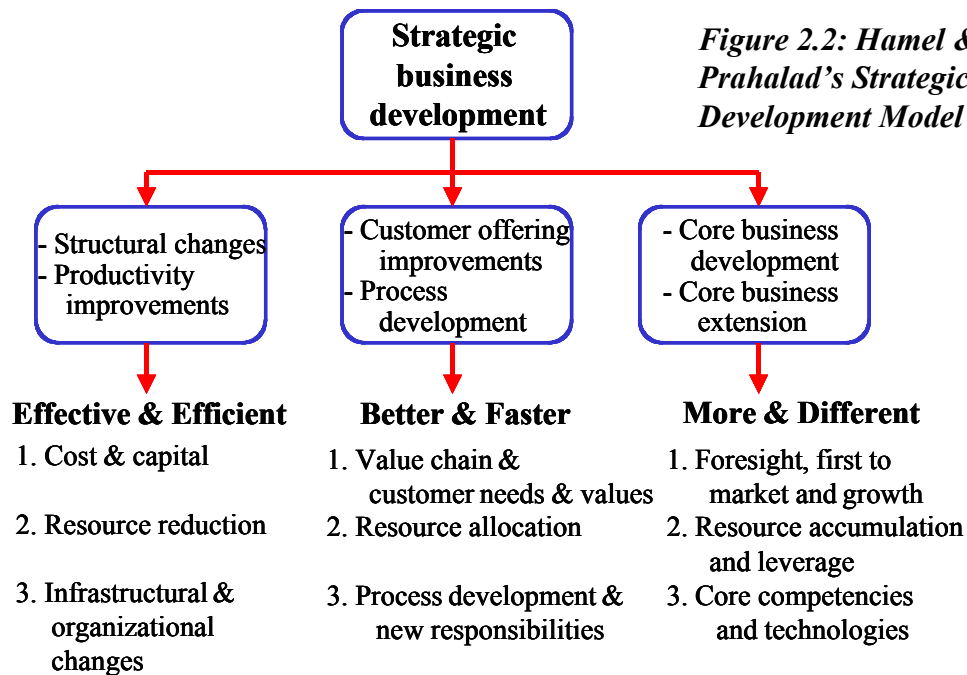 Strategic
business
development
Figure 2.2: Hamel &
Prahalad's Strategic
Development Model
- Structural changes
- Productivity
improvements
- Customer offering
improvements
- Process
development
- Core business
development
- Core business
extension
Effective & Efficient
1. Cost & capital
2. Resource reduction
3. Infrastructural &
organizational
changes
Better & Faster
1. Value chain &
customer needs & values
2. Resource allocation
3. Process development &
new responsibilities
More & Different
1. Foresight, first to
market and growth
2. Resource accumulation
and leverage
3. Core competencies
and technologies